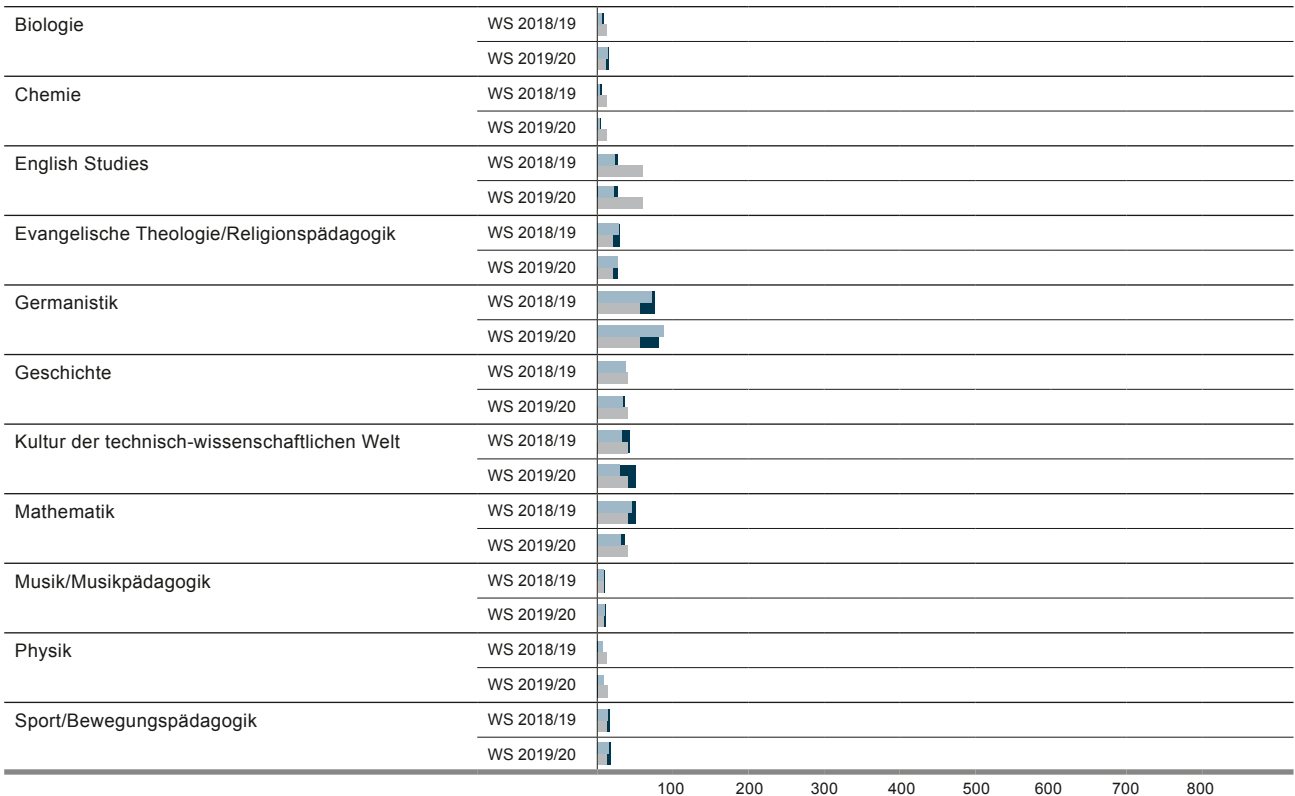 Biologie WS 2018/19
WS 2019/20
Chemie WS 2018/19
WS 2019/20
English Studies WS 2018/19
WS 2019/20
Evangelische Theologie/Religionspädagogik WS 2018/19
WS 2019/20
Germanistik WS 2018/19
WS 2019/20
Geschichte WS 2018/19
WS 2019/20
Kultur der technisch-wissenschaftlichen Welt WS 2018/19
WS 2019/20
Mathematik WS 2018/19
WS 2019/20
Musik/Musikpädagogik WS 2018/19
WS 2019/20
Physik WS 2018/19
WS 2019/20
Sport/Bewegungspädagogik WS 2018/19
WS 2019/20
100 200 300 400 500 600 700 800